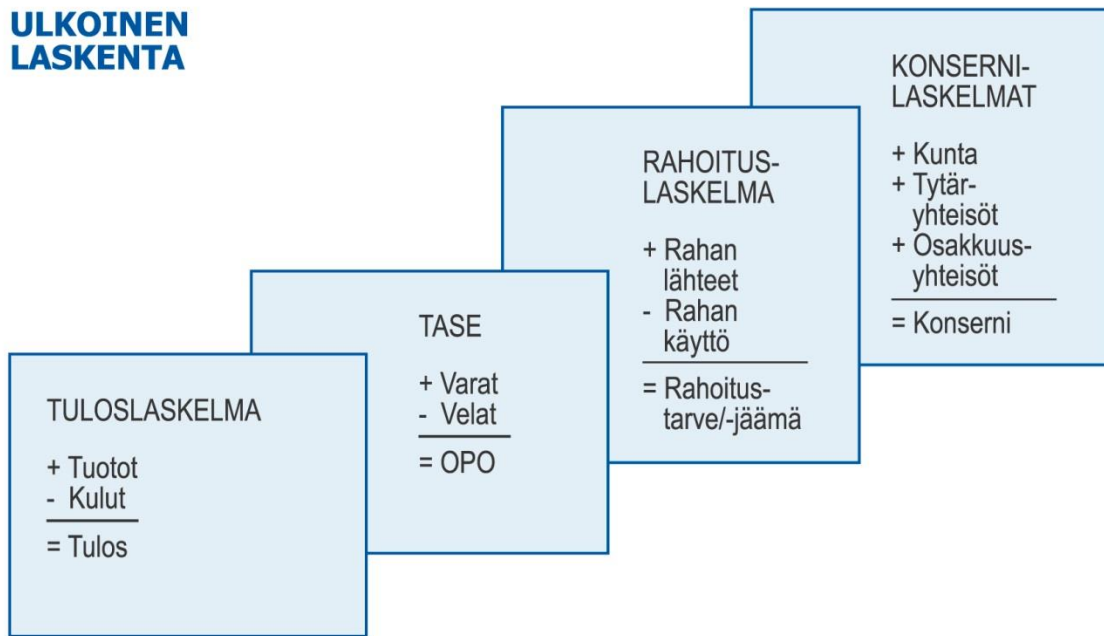 ULKOINEN
LASKENTA
TULOSLASKELMA
+ Tuotot
- Kulut
= Tulos
TASE
+ Varat
- Velat
= OPO
RAHOITUS-
LASKELMA
+ Rahan
lähteet
- Rahan
käyttö
= Rahoitus-
tarve/-jäämä
KONSERNI-
LASKELMAT
+ Kunta
+ Tytär-
yhteisöt
+ Osakkuus-
yhteisöt
= Konserni